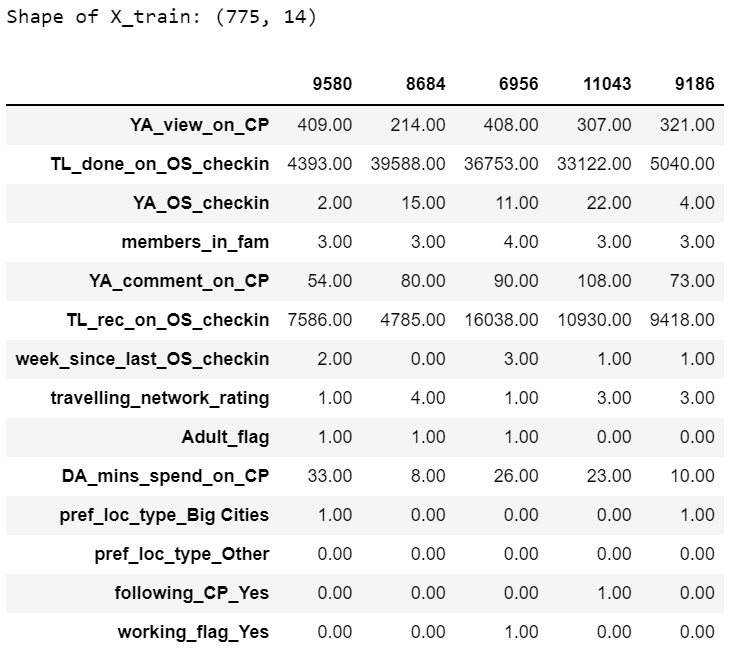 Shape of X_train: (775, 14)
9580 8684 6956 11043 9186
YA_view_on_CP 409.00 214.00 408.00 307.00 321.00
TL_done_on_OS_checkin 4393.00 39588.00 36753.00 33122.00 5040.00
YA_OS_checkin 2.00 15.00 11.00 22.00 4.00
members_in_fam 3.00 3.00 4.00 3.00 3.00
YA_comment_on_CP 54.00 80.00 90.00 108.00 73.00
TL_rec_on_OS_checkin 7586.00 4785.00 16038.00 10930.00 9418.00
week_since_last_OS_checkin 2.00 0.00 3.00 1.00 1.00
travelling_network_rating 1.00 4.00 1.00 3.00 3.00
Adult_flag 1.00 1.00 1.00 0.00 0.00
DA_mins_spend_on_CP 33.00 8.00 26.00 23.00 10.00
pref_loc_type_Big Cities 1.00 0.00 0.00 0.00 1.00
pref_loc_type_Other 0.00 0.00 0.00 0.00 0.00
following_CP_Yes 0.00 0.00 0.00 1.00 0.00
working_flag_Yes 0.00 0.00 1.00 0.00 0.00